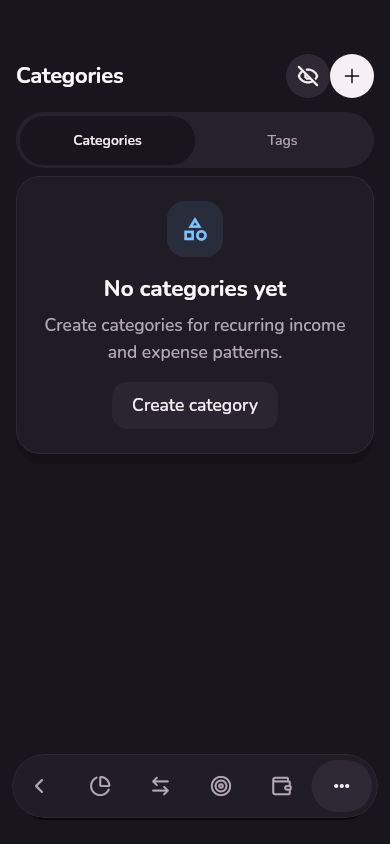 Categories
Categories
Tags
No categories yet
Create categories for recurring income
and expense patterns.
Create category